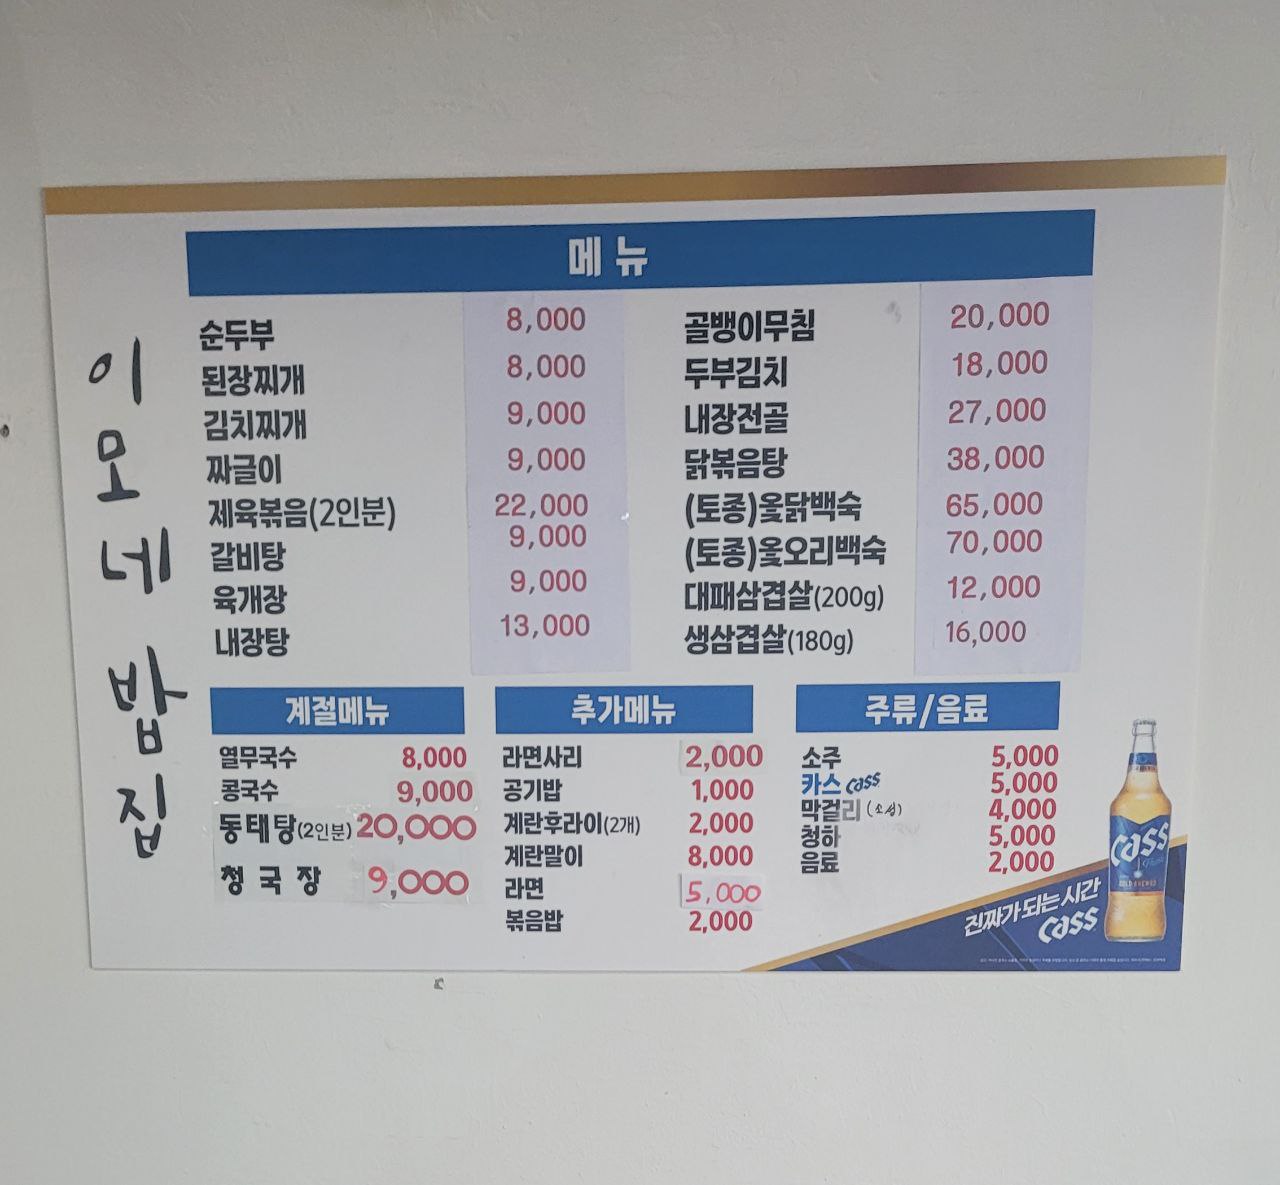 이모네 밥집
메뉴
순두부 8,000
된장찌개 8,000
김치찌개 9,000
짜글이 9,000
제육볶음(2인분) 22,000
갈비탕 9,000
육개장 9,000
내장탕 13,000
골뱅이무침 20,000
두부김치 18,000
내장전골 27,000
닭볶음탕 38,000
(토종)옻닭백숙 65,000
(토종)옻오리백숙 70,000
대패삼겹살(200g) 12,000
생삼겹살(180g) 16,000
계절메뉴
열무국수 8,000
콩국수 9,000
동태탕(2인분) 20,000
청국장 9,000
추가메뉴
라면사리 2,000
공기밥 1,000
계란후라이(2개) 2,000
계란말이 8,000
라면 5,000
볶음밥 2,000
주류/음료
소주 5,000
카스 cass 5,000
막걸리 4,000
청하 5,000
음료 2,000
cass
Fresh
COLD BREWED
진짜가 되는 시간
cass